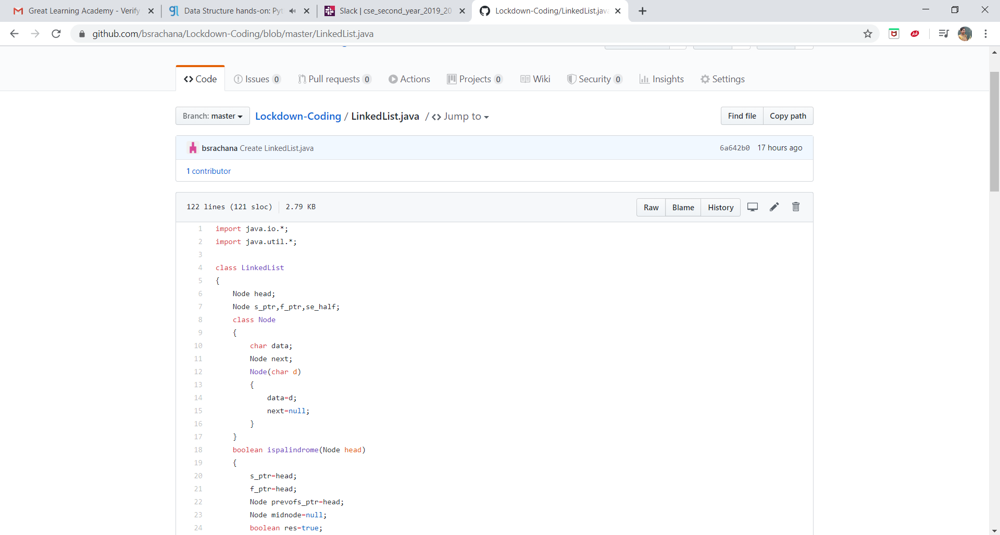 Great Learning Academy - Verify
Data Structure hands-on: Pyt
Slack | cse_second_year_2019_20
Lockdown-Coding/LinkedList.java
github.com/bsrachana/Lockdown-Coding/blob/master/LinkedList.java
Code
Issues 0
Pull requests 0
Actions
Projects 0
Wiki
Security 0
Insights
Settings
Branch: master
Lockdown-Coding / LinkedList.java / <> Jump to
Find file
Copy path
bsrachana Create LinkedList.java
6a642b0 17 hours ago
1 contributor
122 lines (121 sloc) 2.79 KB
Raw
Blame
History
1 import java.io.*;
2 import java.util.*;
3
4 class LinkedList
5 {
6 Node head;
7 Node s_ptr,f_ptr,se_half;
8 class Node
9 {
10 char data;
11 Node next;
12 Node(char d)
13 {
14 data=d;
15 next=null;
16 }
17 }
18 boolean ispalindrome(Node head)
19 {
20 s_ptr=head;
21 f_ptr=head;
22 Node prevofs_ptr=head;
23 Node midnode=null;
24 boolean res=true;